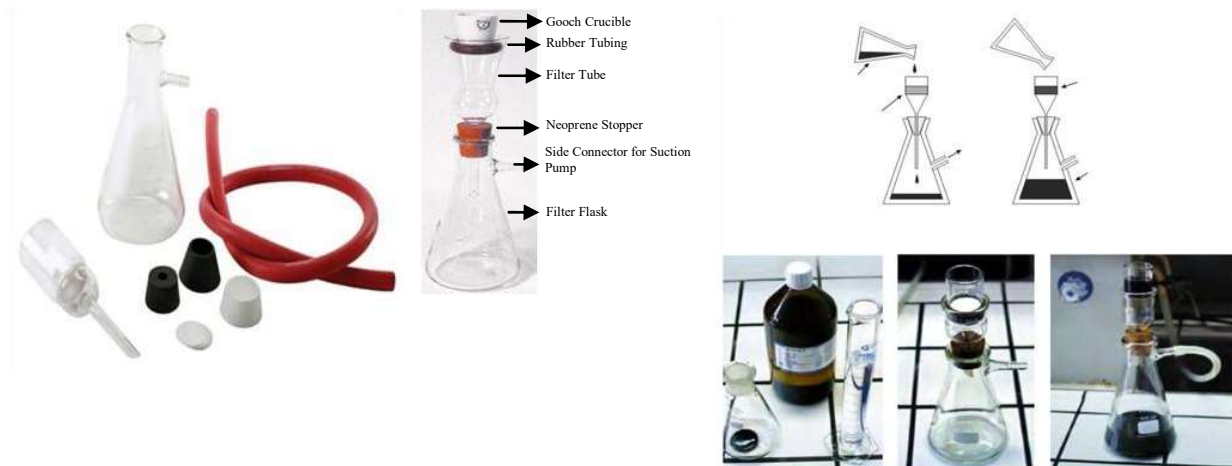 Gooch Crucible
Rubber Tubing
Filter Tube
Neoprene Stopper
Side Connector for Suction
Pump
Filter Flask